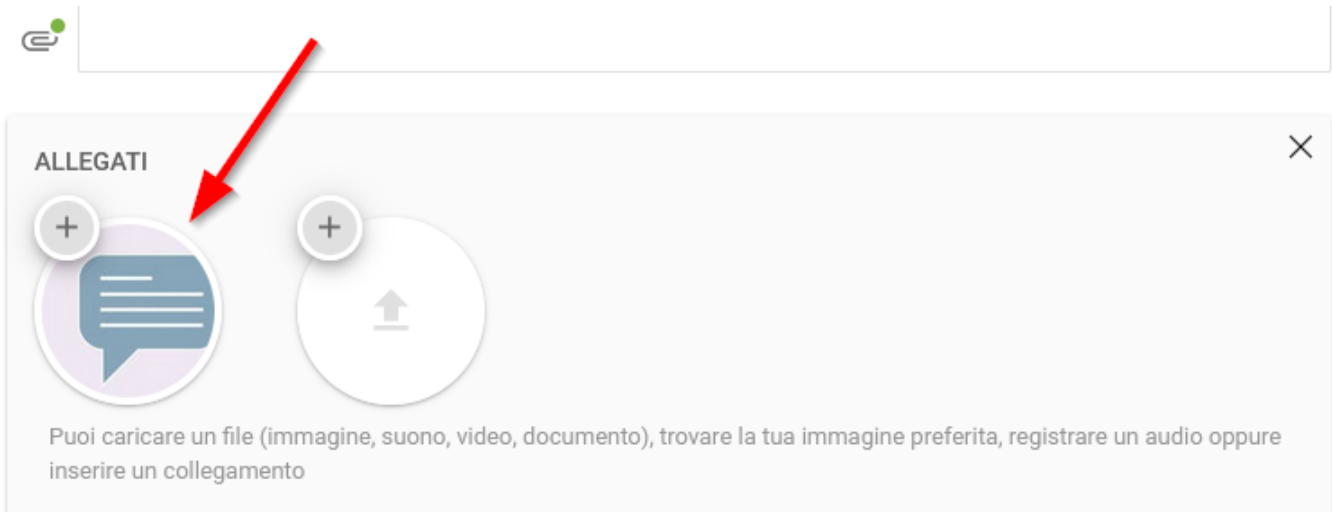 ALLEGATI
Puoi caricare un file (immagine, suono, video, documento), trovare la tua immagine preferita, registrare un audio oppure
inserire un collegamento